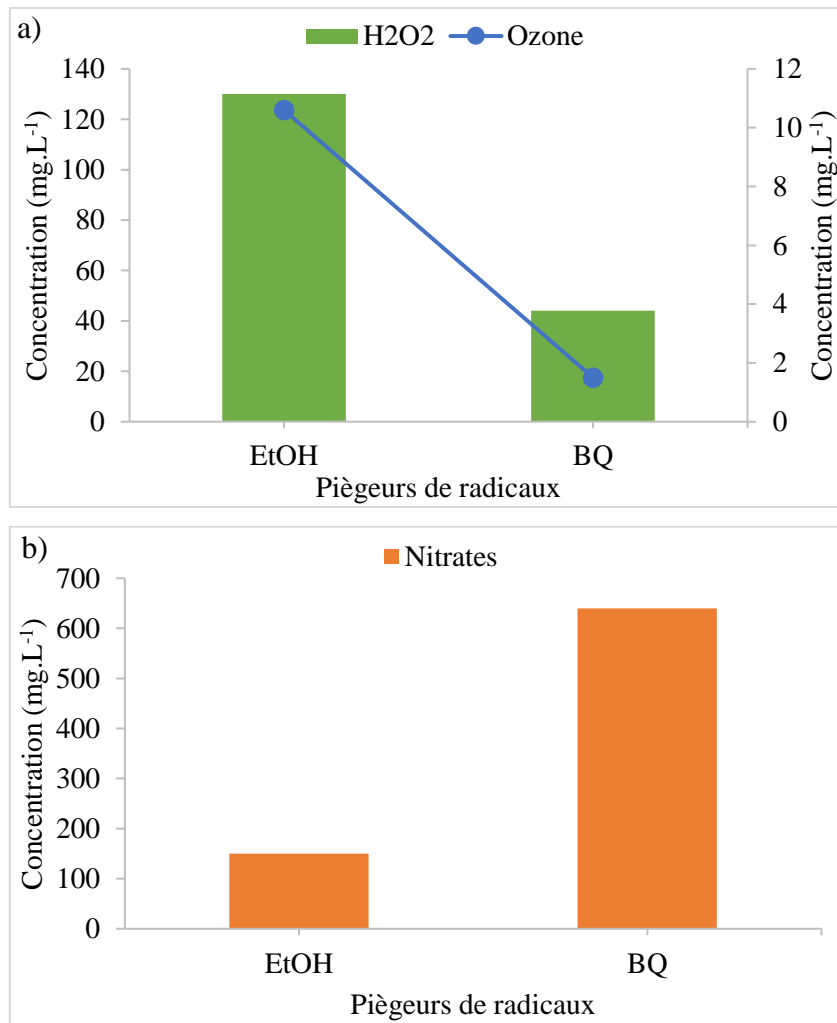 a)
H2O2 Ozone
Concentration (mg.L-1)
140
120
100
80
60
40
20
0
12
10
8
6
4
2
0
Concentration (mg.L-1)
EtOH BQ
Piègeurs de radicaux
b)
Nitrates
Concentration (mg.L-1)
700
600
500
400
300
200
100
0
EtOH BQ
Piègeurs de radicaux